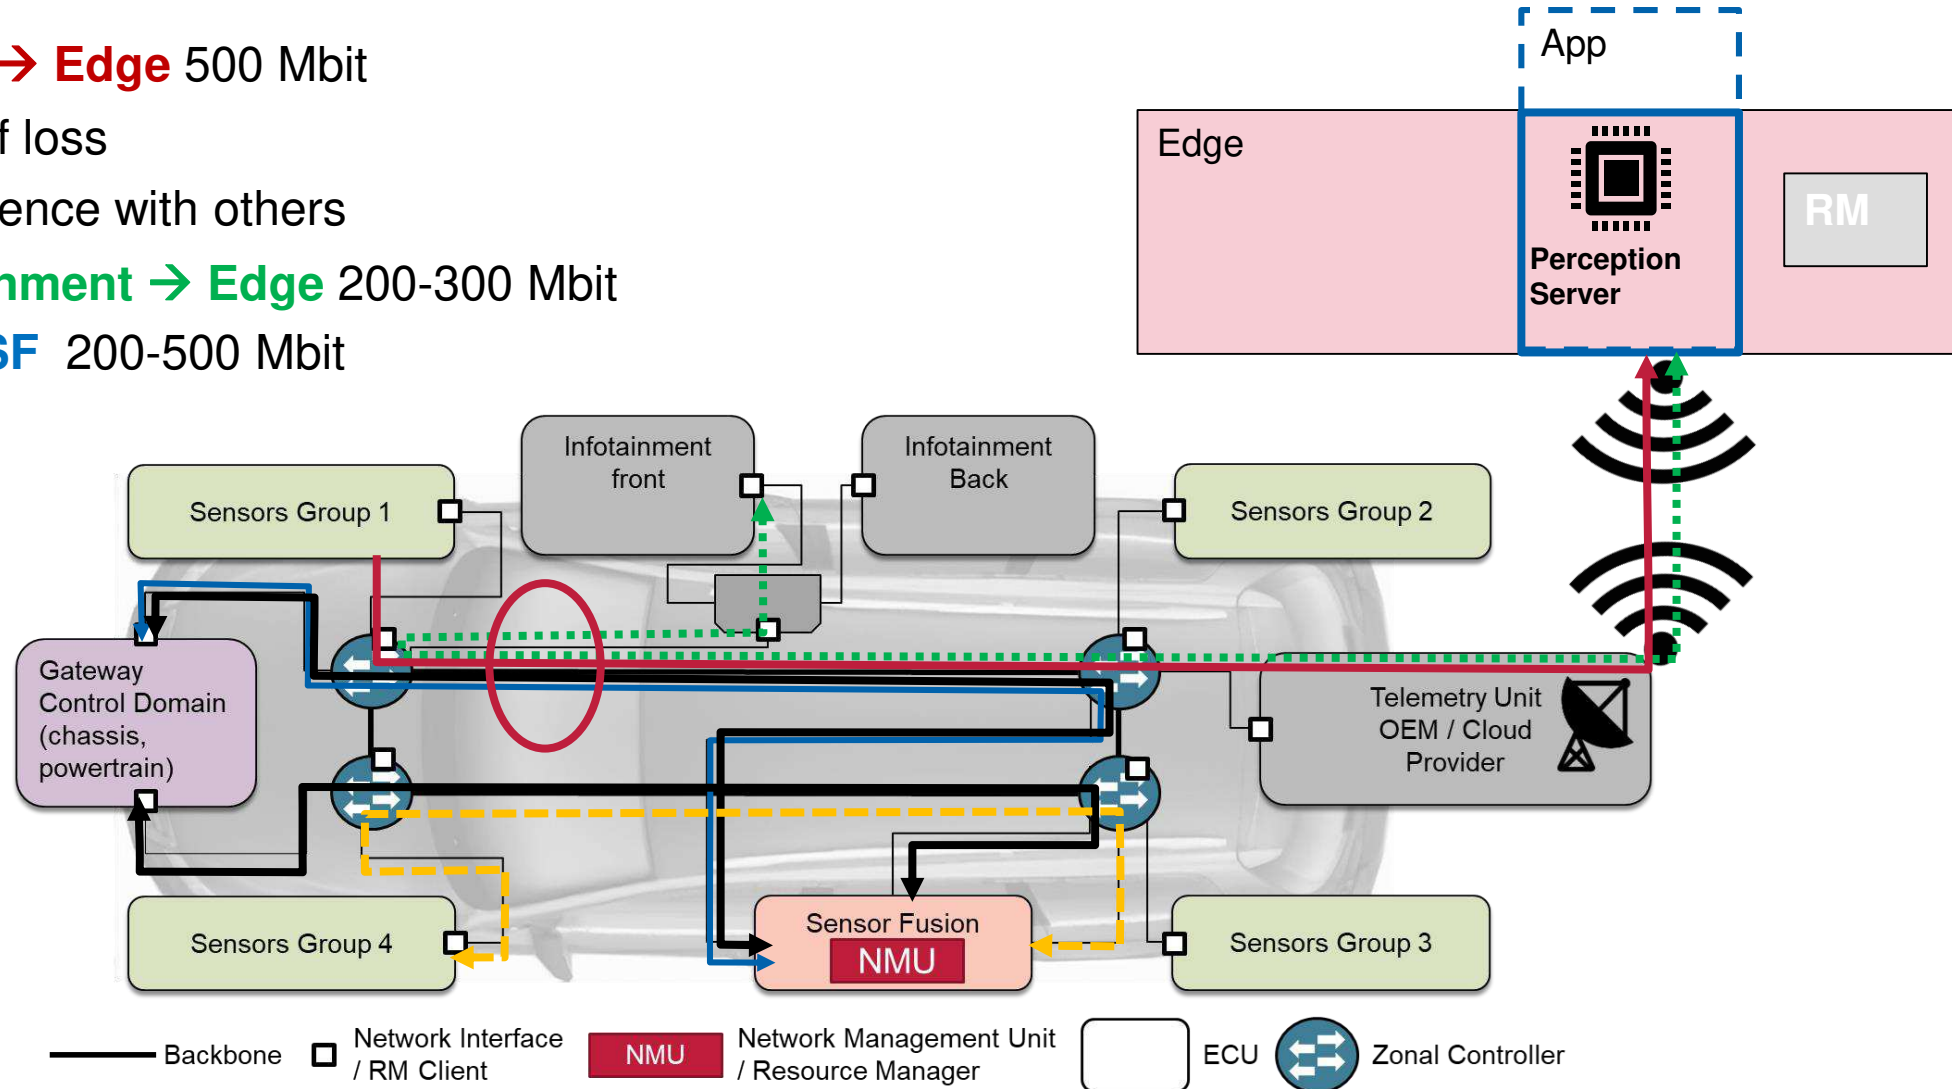 → Edge 500 Mbit
f loss
ence with others
nment → Edge 200-300 Mbit
SF 200-500 Mbit
App
Edge
RM
Perception
Server
Infotainment
front
Infotainment
Back
Sensors Group 1
Sensors Group 2
Gateway
Control Domain
(chassis,
powertrain)
Telemetry Unit
OEM / Cloud
Provider
Sensors Group 4
Sensor Fusion
NMU
Sensors Group 3
Backbone
Network Interface
/ RM Client
NMU
Network Management Unit
/ Resource Manager
ECU
Zonal Controller